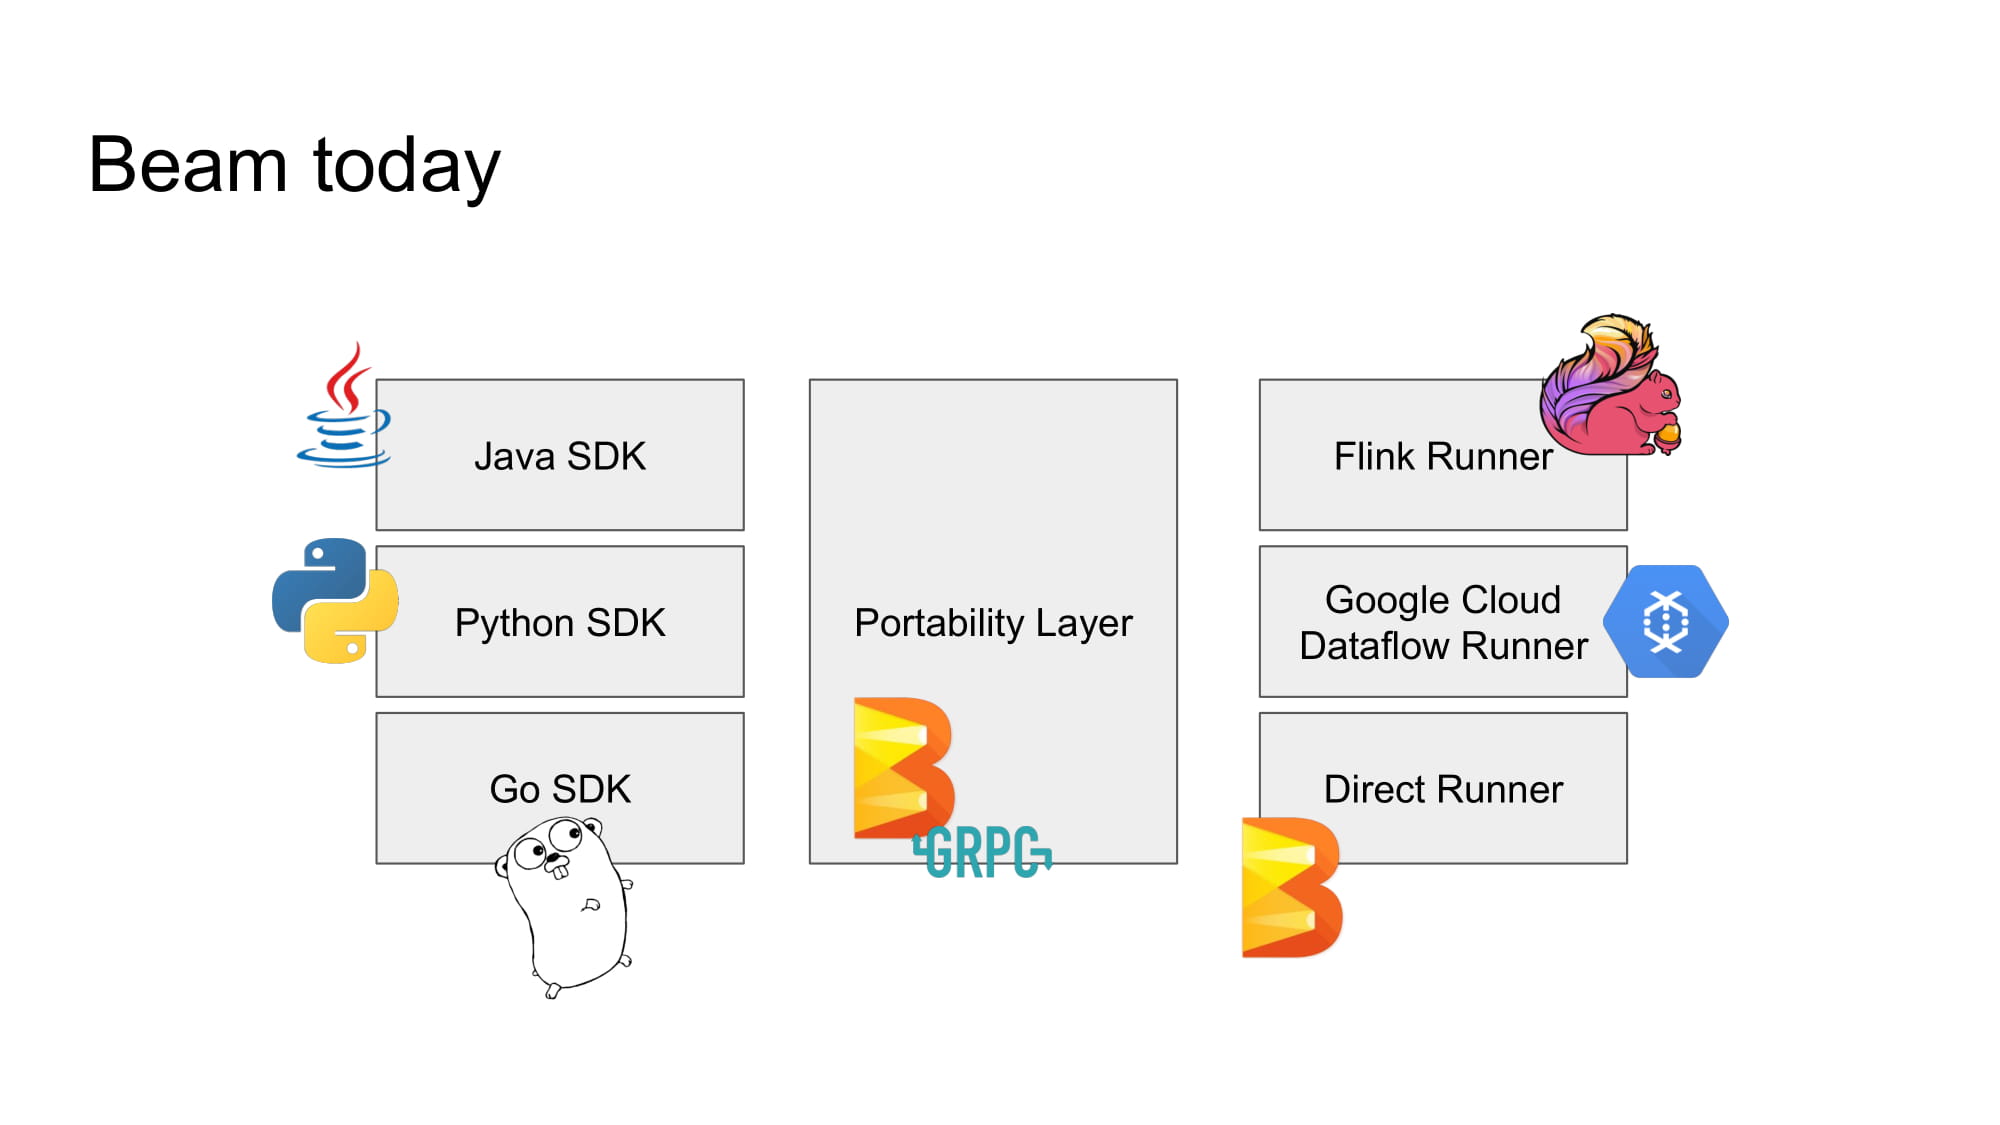 Beam today
Java SDK
Python SDK
Go SDK
Portability Layer
GRPC
Flink Runner
Google Cloud
Dataflow Runner
Direct Runner